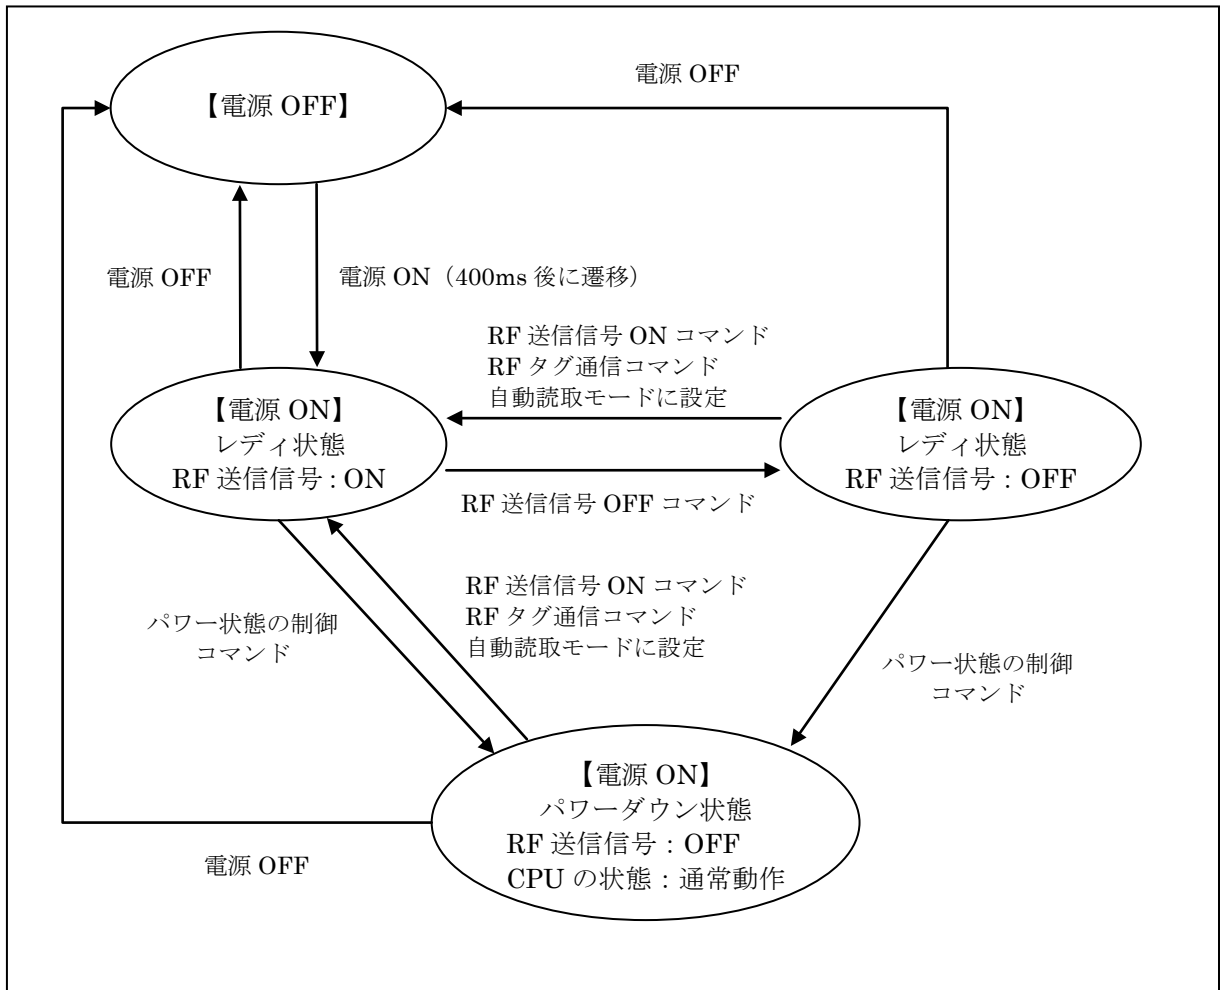 電源 OFF
【電源 OFF】
電源 OFF
電源 ON（400ms 後に遷移）
RF 送信信号 ON コマンド
RF タグ通信コマンド
自動読取モードに設定
【電源 ON】
レディ状態
RF 送信信号：ON
【電源 ON】
レディ状態
RF 送信信号：OFF
RF 送信信号 OFF コマンド
RF 送信信号 ON コマンド
RF タグ通信コマンド
自動読取モードに設定
パワー状態の制御
コマンド
パワー状態の制御
コマンド
【電源 ON】
パワーダウン状態
RF 送信信号：OFF
CPU の状態：通常動作
電源 OFF